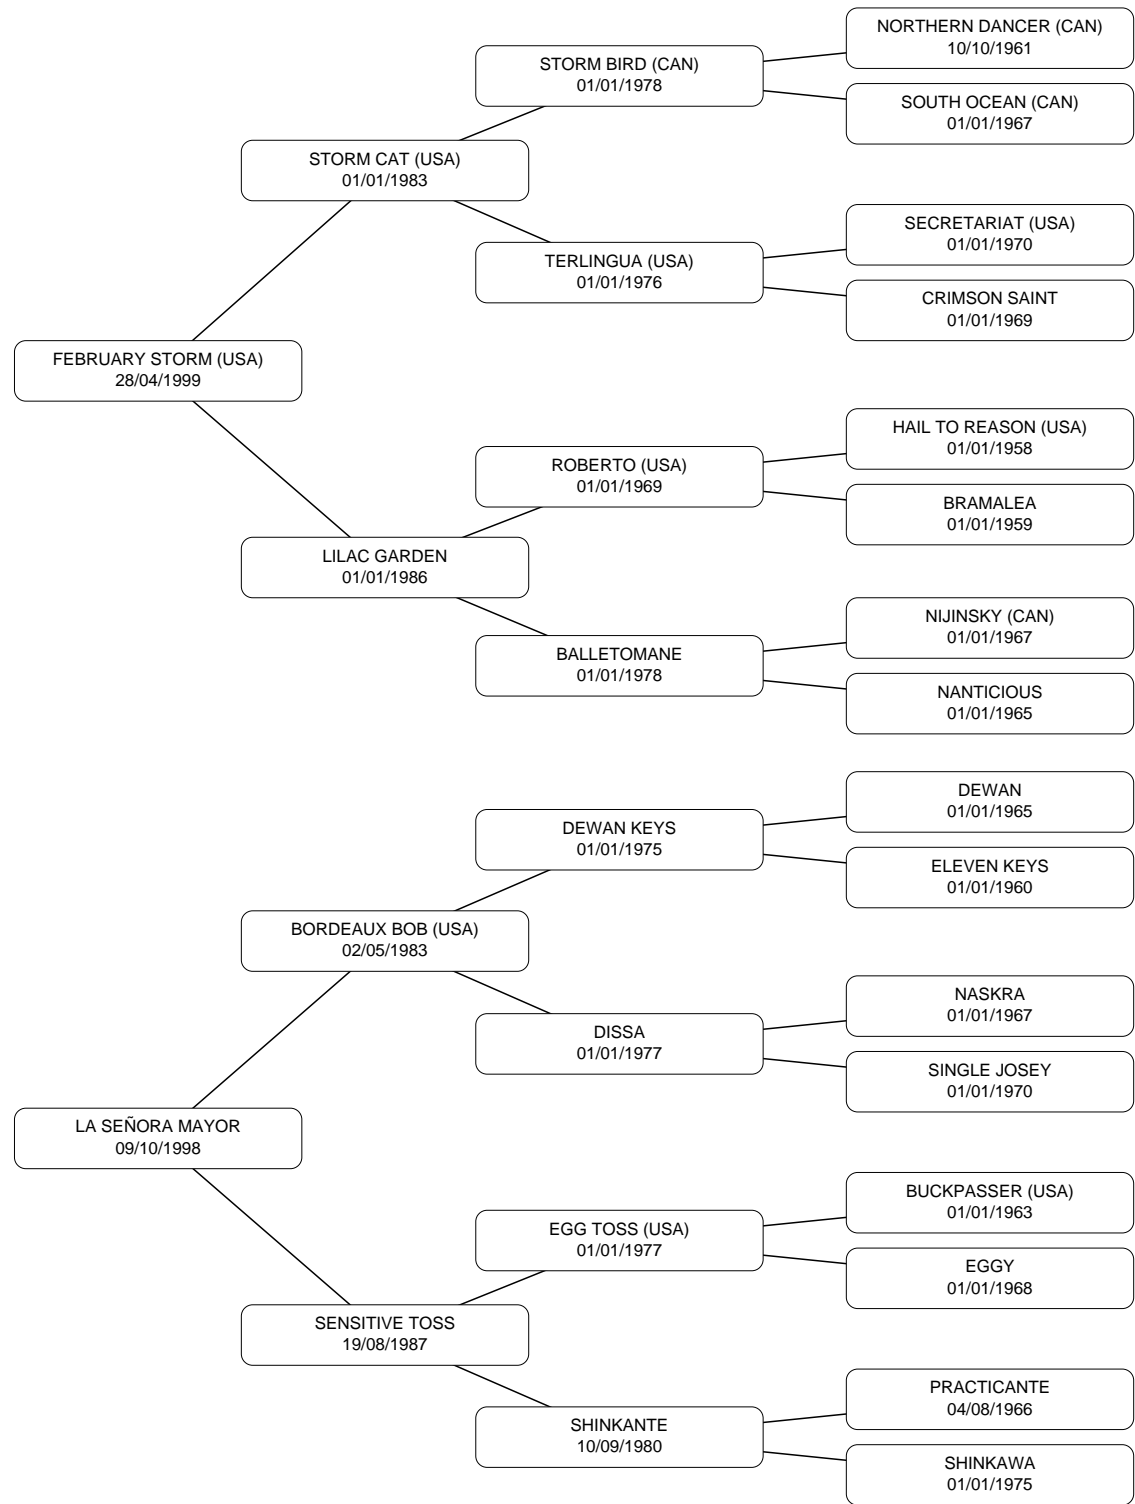 NORTHERN DANCER (CAN)
10/10/1961
STORM BIRD (CAN)
01/01/1978
SOUTH OCEAN (CAN)
01/01/1967
STORM CAT (USA)
01/01/1983
SECRETARIAT (USA)
01/01/1970
TERLINGUA (USA)
01/01/1976
CRIMSON SAINT
01/01/1969
FEBRUARY STORM (USA)
28/04/1999
HAIL TO REASON (USA)
01/01/1958
ROBERTO (USA)
01/01/1969
BRAMALEA
01/01/1959
LILAC GARDEN
01/01/1986
NIJINSKY (CAN)
01/01/1967
BALLETOMANE
01/01/1978
NANTICIOUS
01/01/1965
DEWAN
01/01/1965
DEWAN KEYS
01/01/1975
ELEVEN KEYS
01/01/1960
BORDEAUX BOB (USA)
02/05/1983
NASKRA
01/01/1967
DISSA
01/01/1977
SINGLE JOSEY
01/01/1970
LA SEÑORA MAYOR
09/10/1998
BUCKPASSER (USA)
01/01/1963
EGG TOSS (USA)
01/01/1977
EGGY
01/01/1968
SENSITIVE TOSS
19/08/1987
PRACTICANTE
04/08/1966
SHINKANTE
10/09/1980
SHINKAWA
01/01/1975